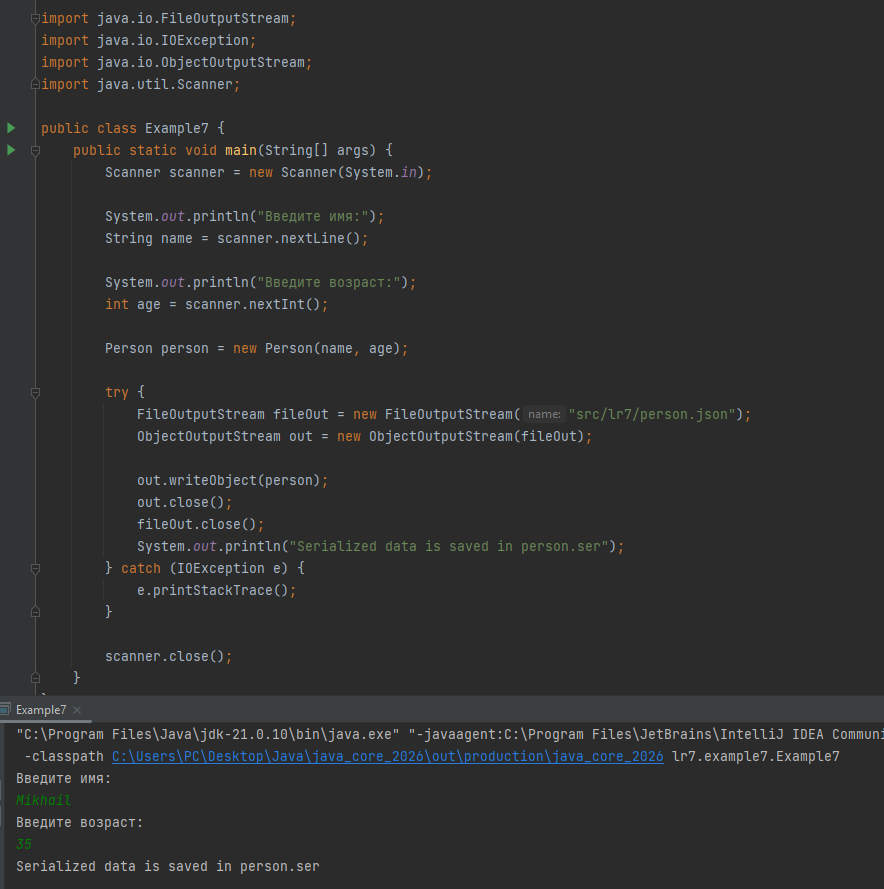 import java.io.FileOutputStream;
import java.io.IOException;
import java.io.ObjectOutputStream;
import java.util.Scanner;
public class Example7 {
public static void main(String[] args) {
Scanner scanner = new Scanner(System.in);
System.out.println("Введите имя:");
String name = scanner.nextLine();
System.out.println("Введите возраст:");
int age = scanner.nextInt();
Person person = new Person(name, age);
try {
FileOutputStream fileOut = new FileOutputStream( name: "src/lr7/person.json");
ObjectOutputStream out = new ObjectOutputStream(fileOut);
out.writeObject(person);
out.close();
fileOut.close();
System.out.println("Serialized data is saved in person.ser");
} catch (IOException e) {
e.printStackTrace();
}
scanner.close();
}
Example7 ×
"C:\Program Files\Java\jdk-21.0.10\bin\java.exe" "-javaagent:C:\Program Files\JetBrains\IntelliJ IDEA Communi
-classpath C:\Users\PC\Desktop\Java\java_core_2026\out\production\java_core_2026 lr7.example7.Example7
Введите имя:
Mikhail
Введите возраст:
35
Serialized data is saved in person.ser